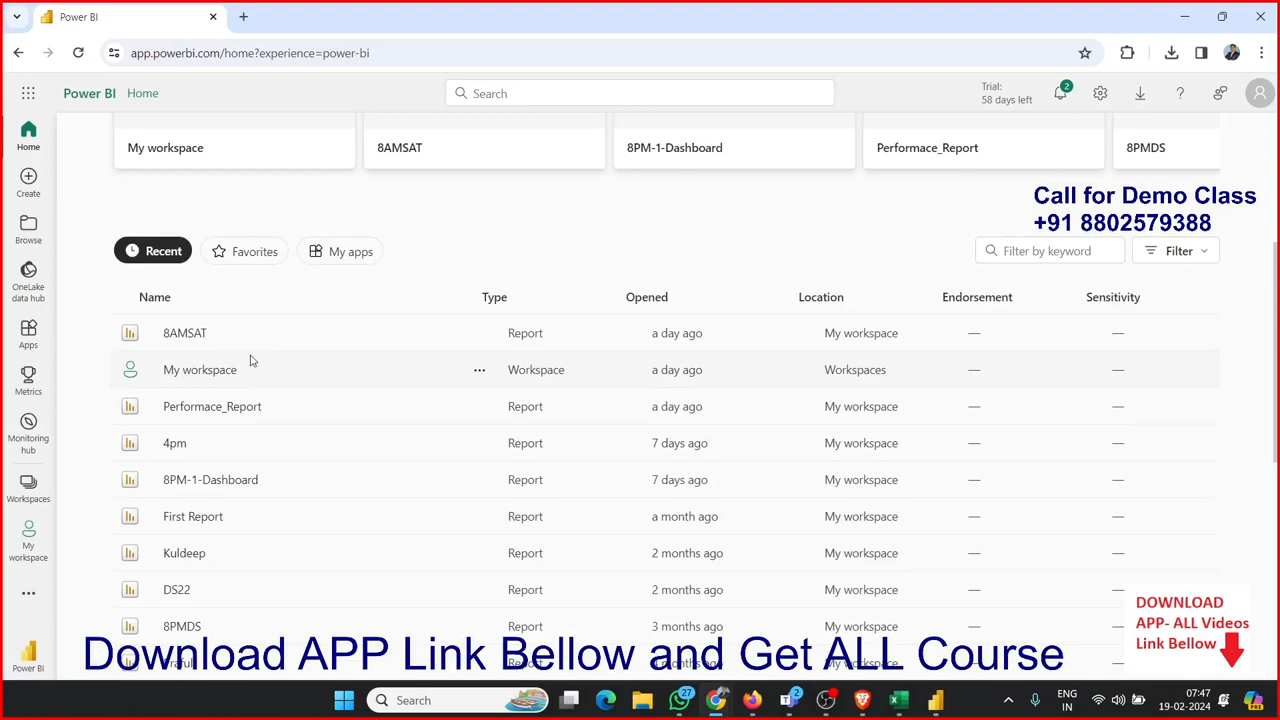 Power BI
app.powerbi.com/home?experience=power-bi
Power BI Home
Search
Trial:
58 days left
2
Home
Create
Browse
OneLake
data hub
Apps
Metrics
Monitoring
hub
Workspaces
My
workspace
Power BI
My workspace
8AMSAT
8PM-1-Dashboard
Performace_Report
8PMDS
Call for Demo Class
+91 8802579388
Recent
Favorites
My apps
Filter by keyword
Filter
Name Type Opened Location Endorsement Sensitivity
8AMSAT Report a day ago My workspace — —
My workspace ... Workspace a day ago Workspaces — —
Performace_Report Report a day ago My workspace — —
4pm Report 7 days ago My workspace — —
8PM-1-Dashboard Report 7 days ago My workspace — —
First Report Report a month ago My workspace — —
Kuldeep Report 2 months ago My workspace — —
DS22 Report 2 months ago My workspace — —
8PMDS Report 3 months ago My workspace —
DOWNLOAD
APP- ALL Videos
Link Bellow
Download APP Link Bellow and Get ALL Course
Search
27
2
ENG
IN
07:47
19-02-2024